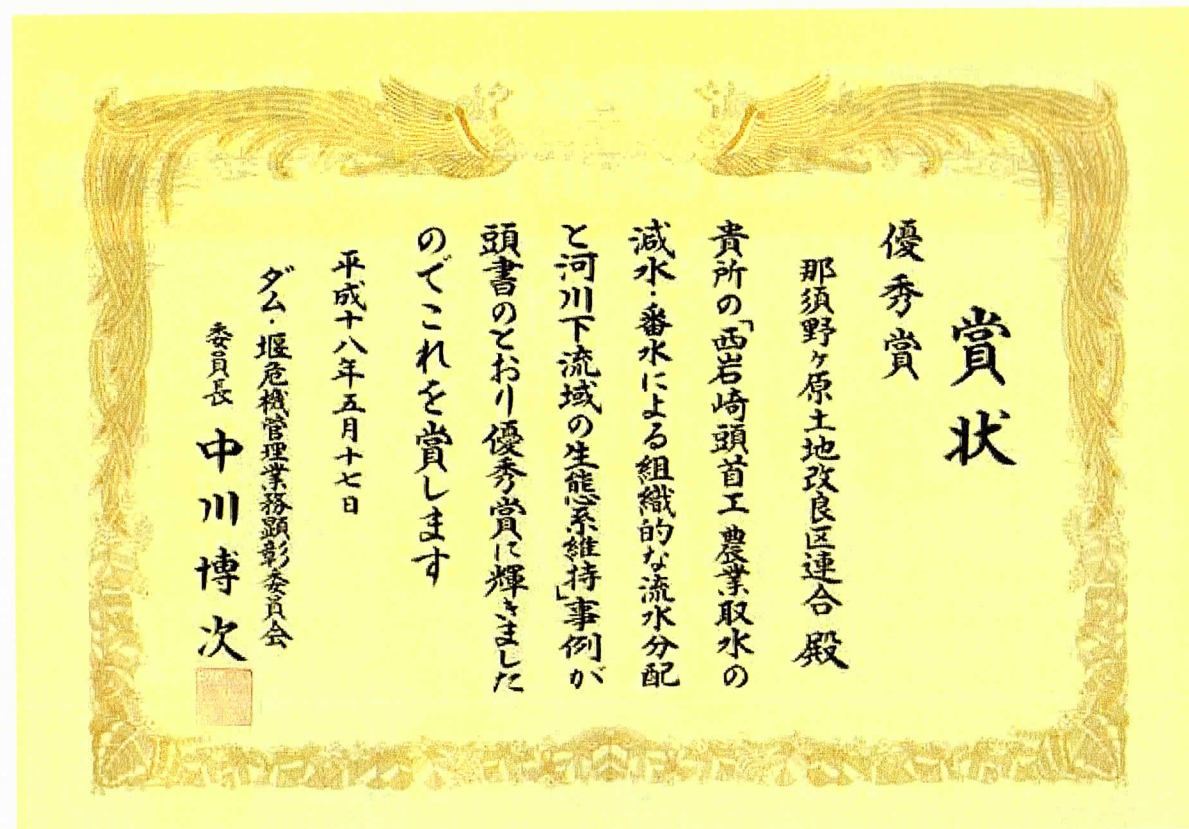 賞状
優秀賞
那須野ヶ原土地改良区連合 殿
貴所の「西岩崎頭首工 農業取水の
減水・番水による組織的な流水分配
と河川下流域の生態系維持」事例が
頭書のとおり優秀賞に輝きました
のでこれを賞します
平成十八年五月十七日
ダム・堰危機管理業務顕彰委員会
委員長 中川博次